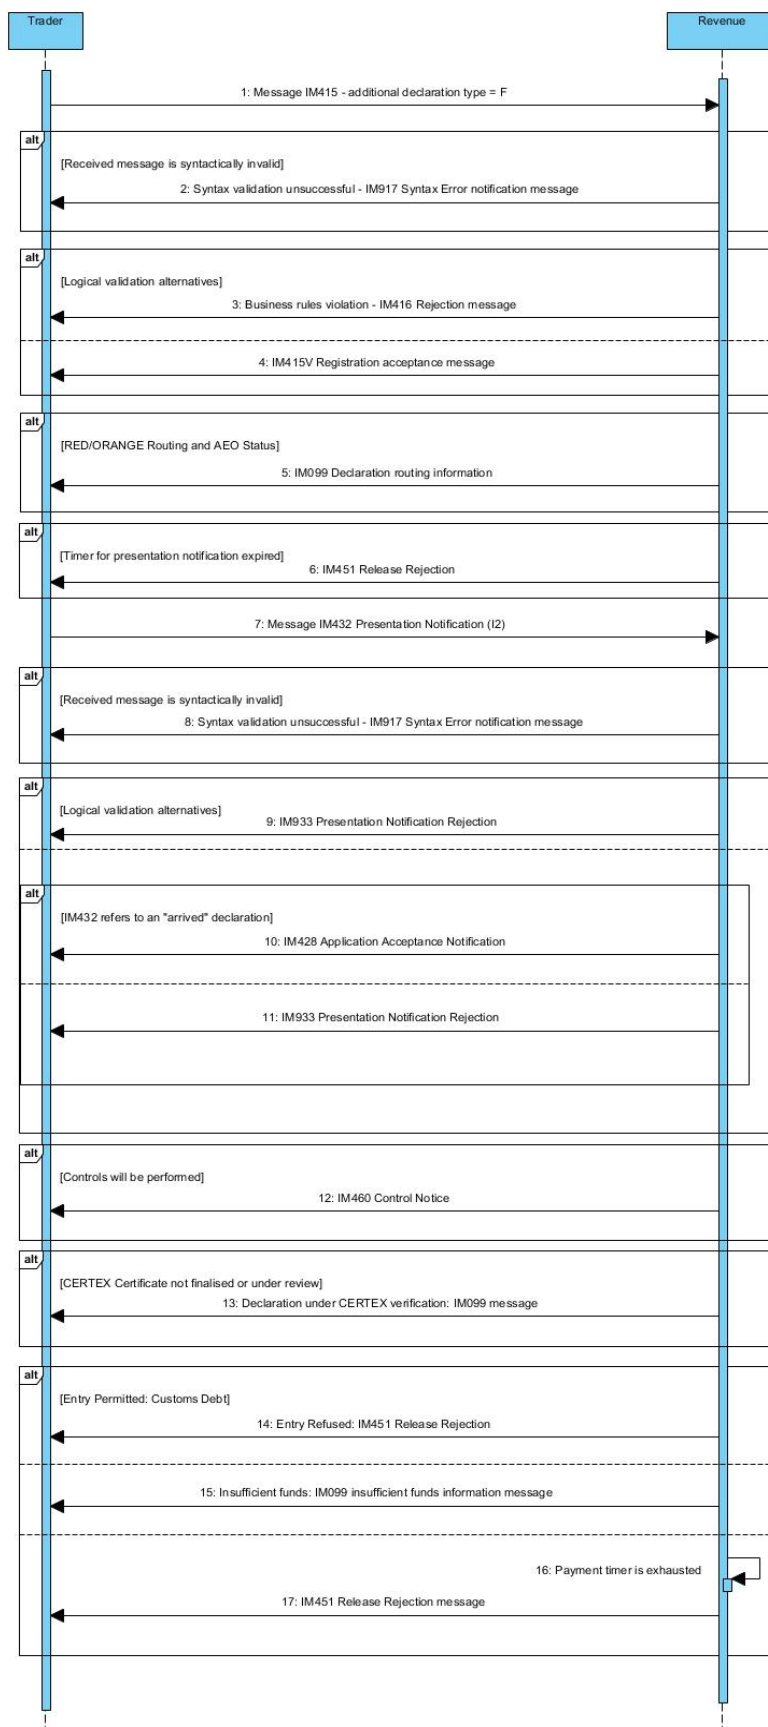 Trader
Revenue
1: Message IM415 - additional declaration type = F
alt
[Received message is syntactically invalid]
2: Syntax validation unsuccessful - IM917 Syntax Error notification message
alt
[Logical validation alternatives]
3: Business rules violation - IM416 Rejection message
4: IM415V Registration acceptance message
alt
[RED/ORANGE Routing and AEO Status]
5: IM099 Declaration routing information
alt
[Timer for presentation notification expired]
6: IM451 Release Rejection
7: Message IM432 Presentation Notification (I2)
alt
[Received message is syntactically invalid]
8: Syntax validation unsuccessful - IM917 Syntax Error notification message
alt
[Logical validation alternatives]
9: IM933 Presentation Notification Rejection
alt
[IM432 refers to an "arrived" declaration]
10: IM428 Application Acceptance Notification
11: IM933 Presentation Notification Rejection
alt
[Controls will be performed]
12: IM460 Control Notice
alt
[CERTEX Certificate not finalised or under review]
13: Declaration under CERTEX verification: IM099 message
alt
[Entry Permitted: Customs Debt]
14: Entry Refused: IM451 Release Rejection
15: Insufficient funds: IM099 insufficient funds information message
16: Payment timer is exhausted
17: IM451 Release Rejection message